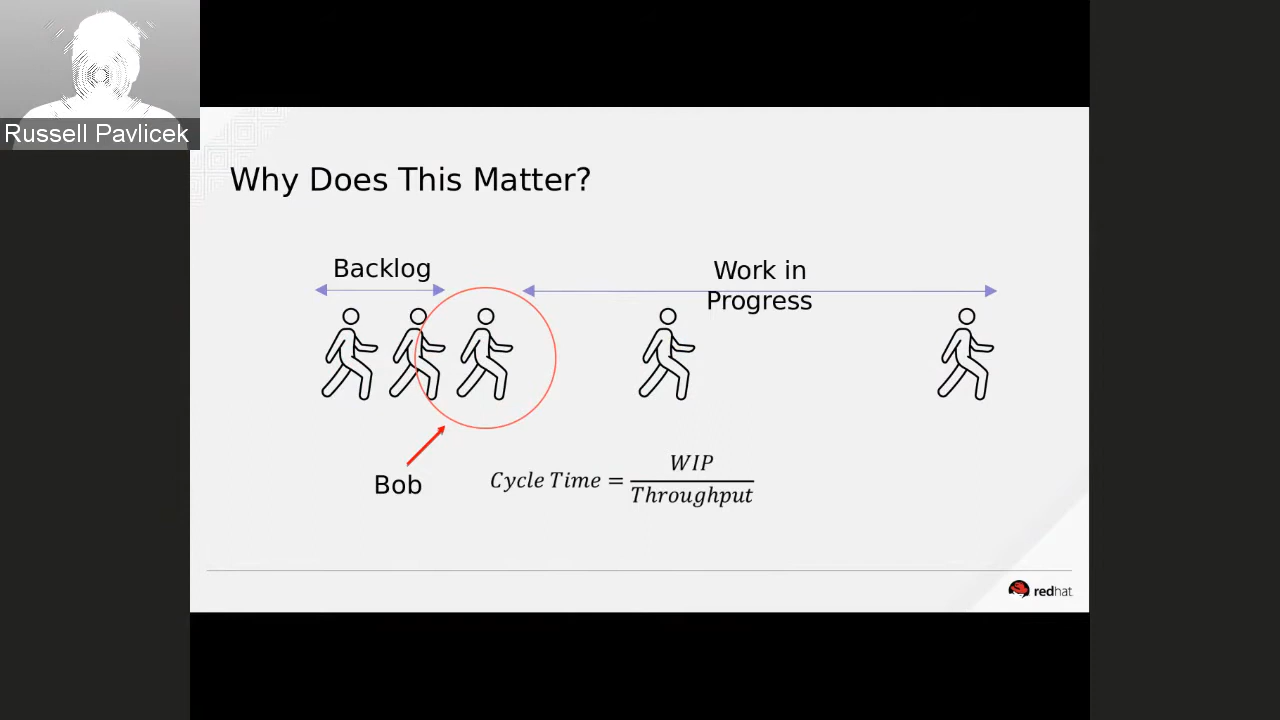 Russell Pavlicek
Why Does This Matter?
Backlog
Work in
Progress
Bob
Cycle Time = WIP / Throughput
redhat.